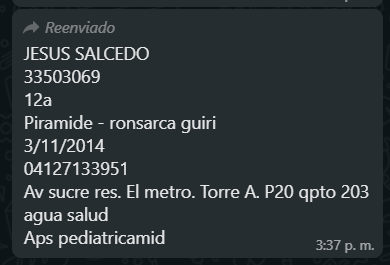 Reenviado
JESUS SALCEDO
33503069
12a
Piramide - ronsarca guiri
3/11/2014
04127133951
Av sucre res. El metro. Torre A. P20 qpto 203
agua salud
Aps pediatricamid
3:37 p. m.